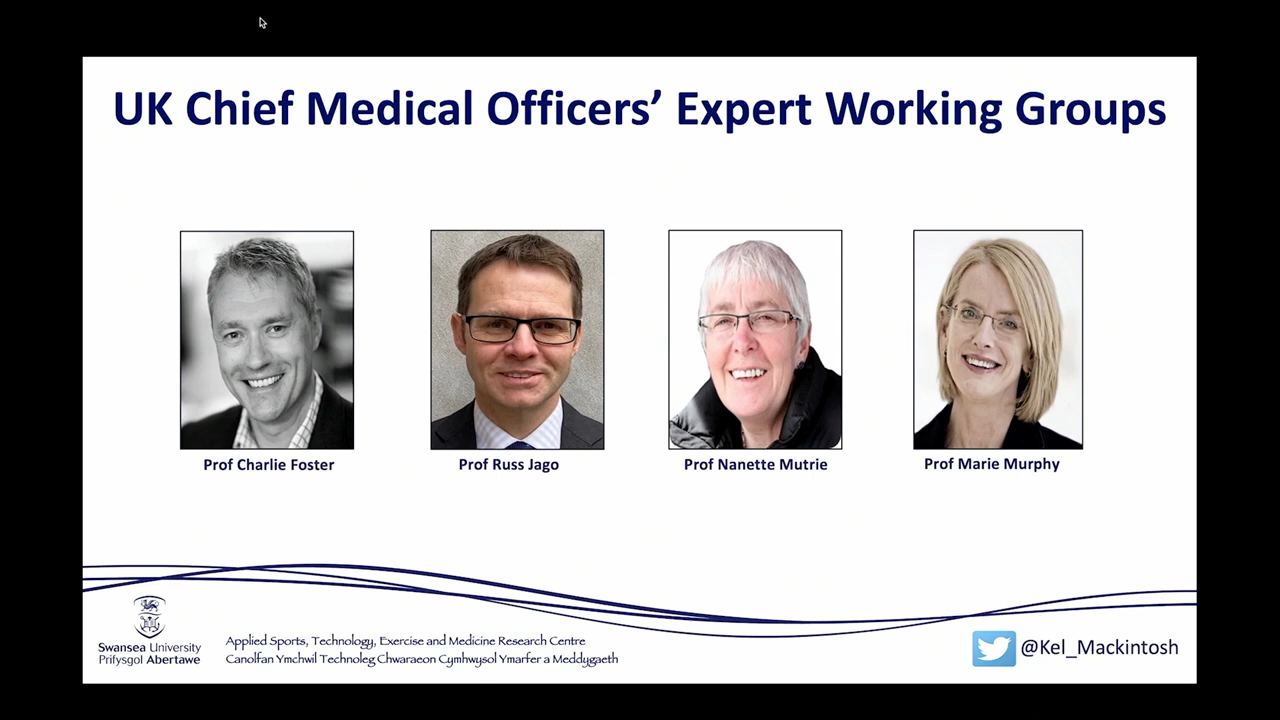 UK Chief Medical Officers’ Expert Working Groups
Prof Charlie Foster
Prof Russ Jago
Prof Nanette Mutrie
Prof Marie Murphy
Swansea University
Prifysgol Abertawe
Applied Sports, Technology, Exercise and Medicine Research Centre
Canolfan Ymchwil Technoleg Chwaraeon Cymhwysol Ymarfer a Meddygaeth
@Kel_Mackintosh